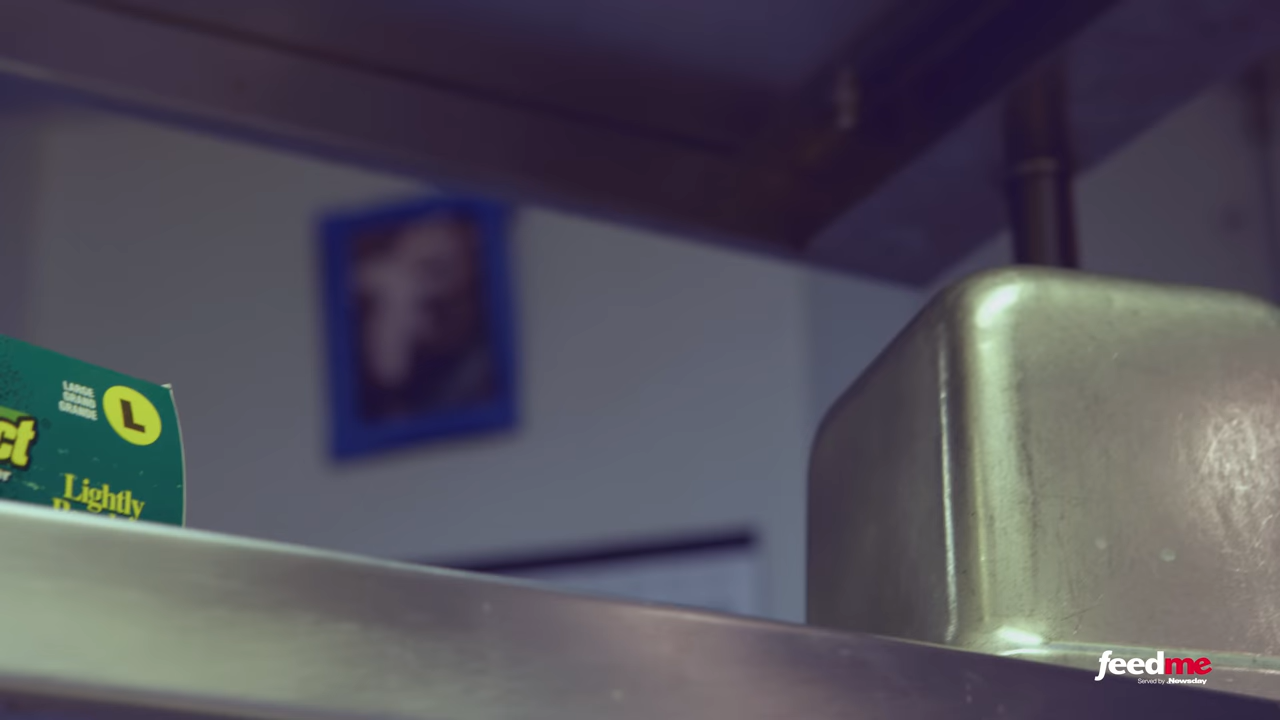 LARGE
GRAND
GRANDE
L
ct
Lightly
feedme
Served by Newsday